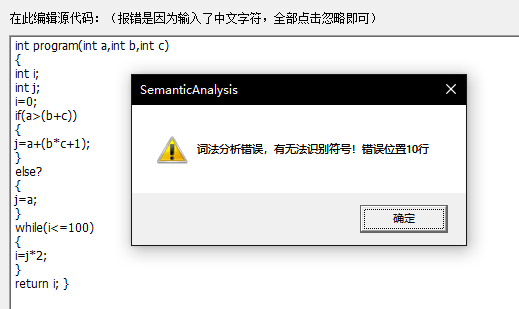 在此编辑源代码：（报错是因为输入了中文字符，全部点击忽略即可）
int program(int a,int b,int c)
{
int i;
int j;
i=0;
if(a>(b+c))
{
j=a+(b*c+1);
}
else?
{
j=a;
}
while(i<=100)
{
i=j*2;
}
return i; }
SemanticAnalysis
词法分析错误，有无法识别符号！错误位置10行
确定